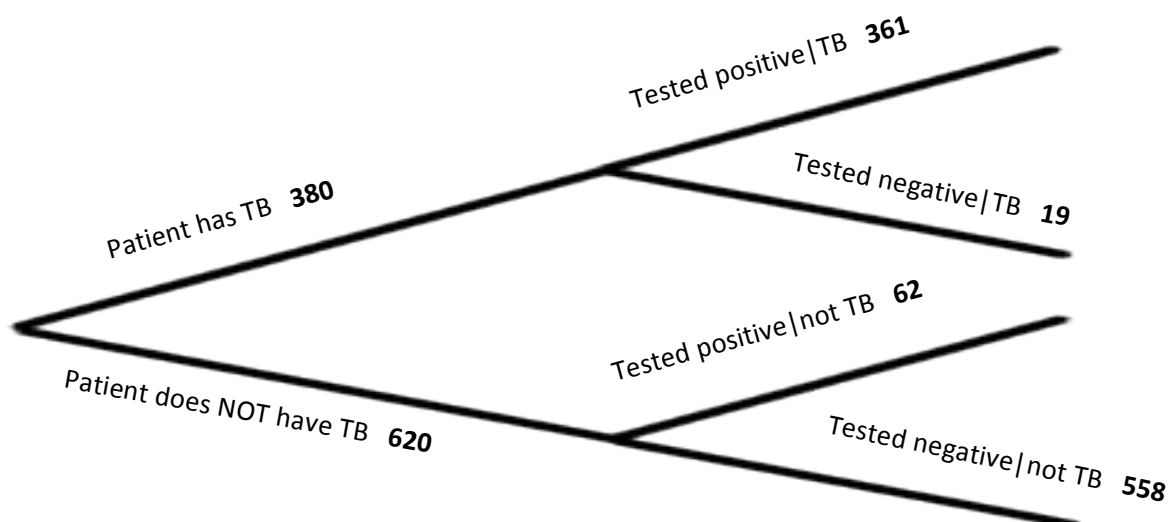 Tested positive|TB 361
Tested negative|TB 19
Patient has TB 380
Tested positive|not TB 62
Patient does NOT have TB 620
Tested negative|not TB 558